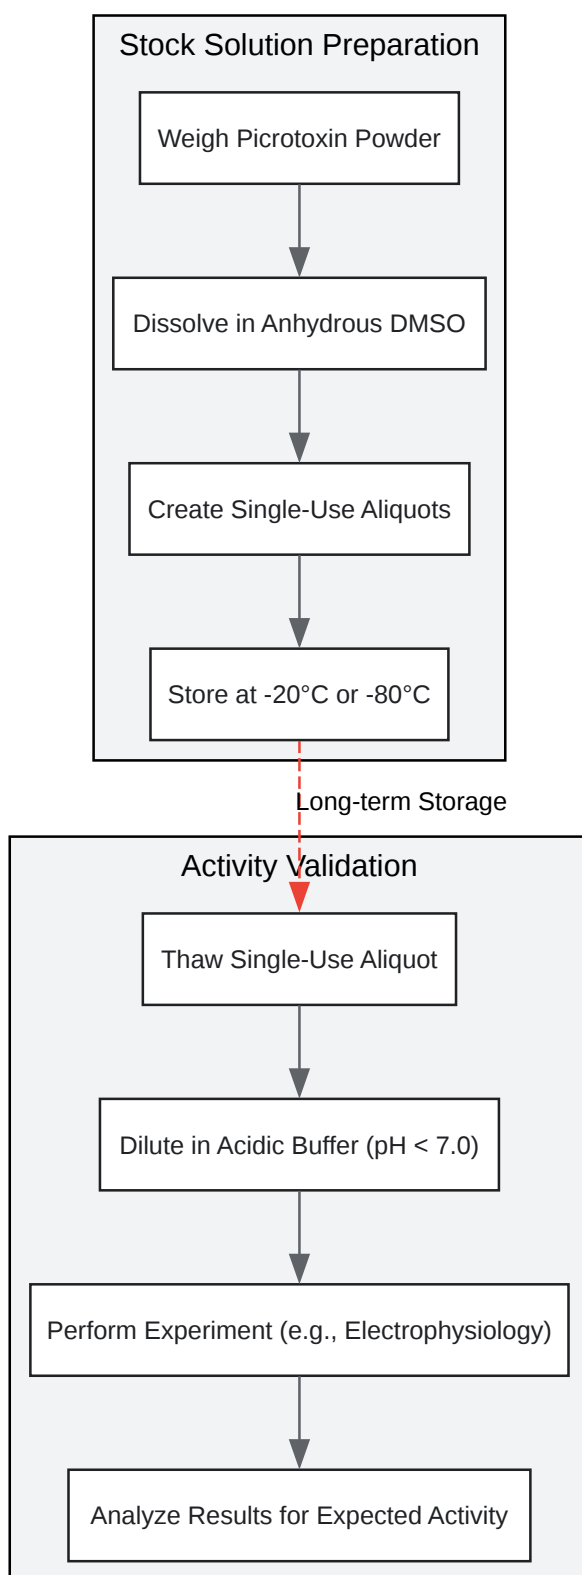 Stock Solution Preparation
Weigh Picrotoxin Powder
Dissolve in Anhydrous DMSO
Create Single-Use Aliquots
Store at -20°C or -80°C
Long-term Storage
Activity Validation
Thaw Single-Use Aliquot
Dilute in Acidic Buffer (pH < 7.0)
Perform Experiment (e.g., Electrophysiology)
Analyze Results for Expected Activity